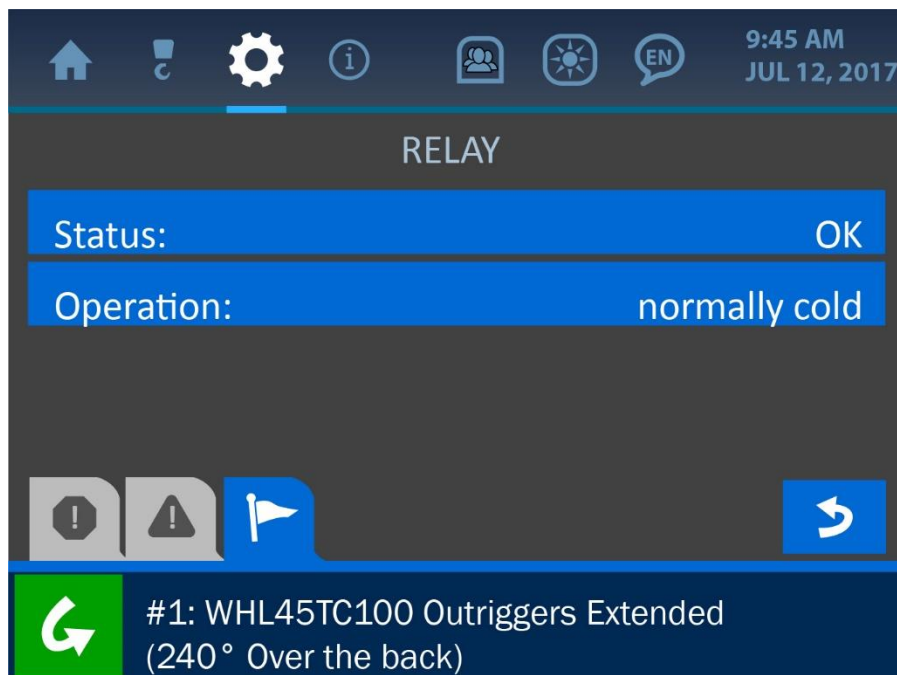 9:45 AM
EN
JUL 12, 2017
RELAY
Status: OK
Operation: normally cold
#1: WHL45TC100 Outriggers Extended
(240° Over the back)